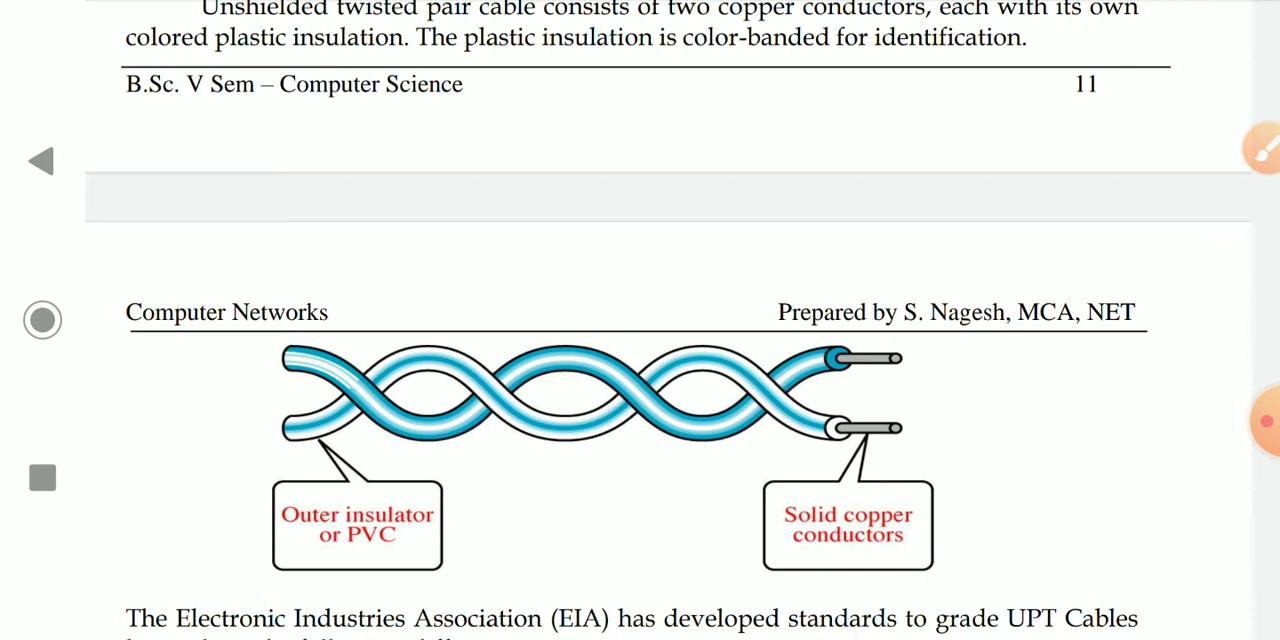 Unshielded twisted pair cable consists of two copper conductors, each with its own
colored plastic insulation. The plastic insulation is color-banded for identification.
B.Sc. V Sem – Computer Science 11
Computer Networks Prepared by S. Nagesh, MCA, NET
Outer insulator
or PVC
Solid copper
conductors
The Electronic Industries Association (EIA) has developed standards to grade UPT Cables